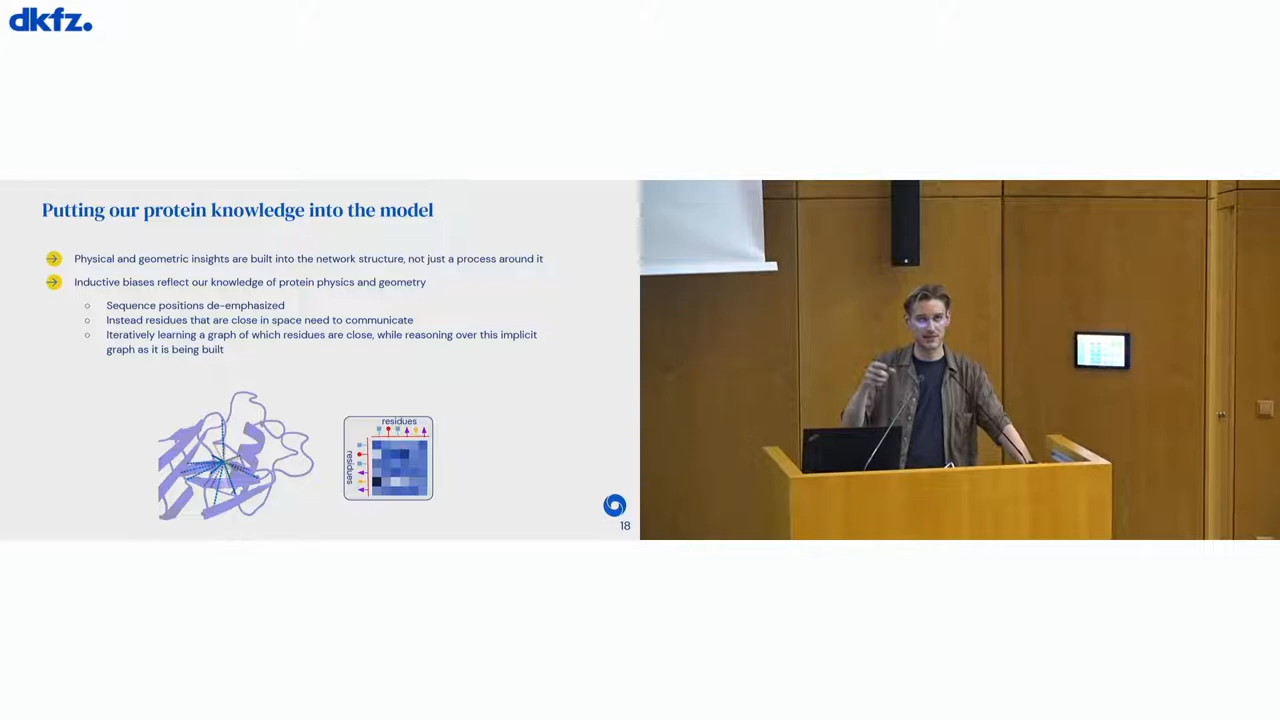 dkfz.
Putting our protein knowledge into the model
Physical and geometric insights are built into the network structure, not just a process around it
Inductive biases reflect our knowledge of protein physics and geometry
Sequence positions de-emphasized
Instead residues that are close in space need to communicate
Iteratively learning a graph of which residues are close, while reasoning over this implicit
graph as it is being built
residues
residues
18